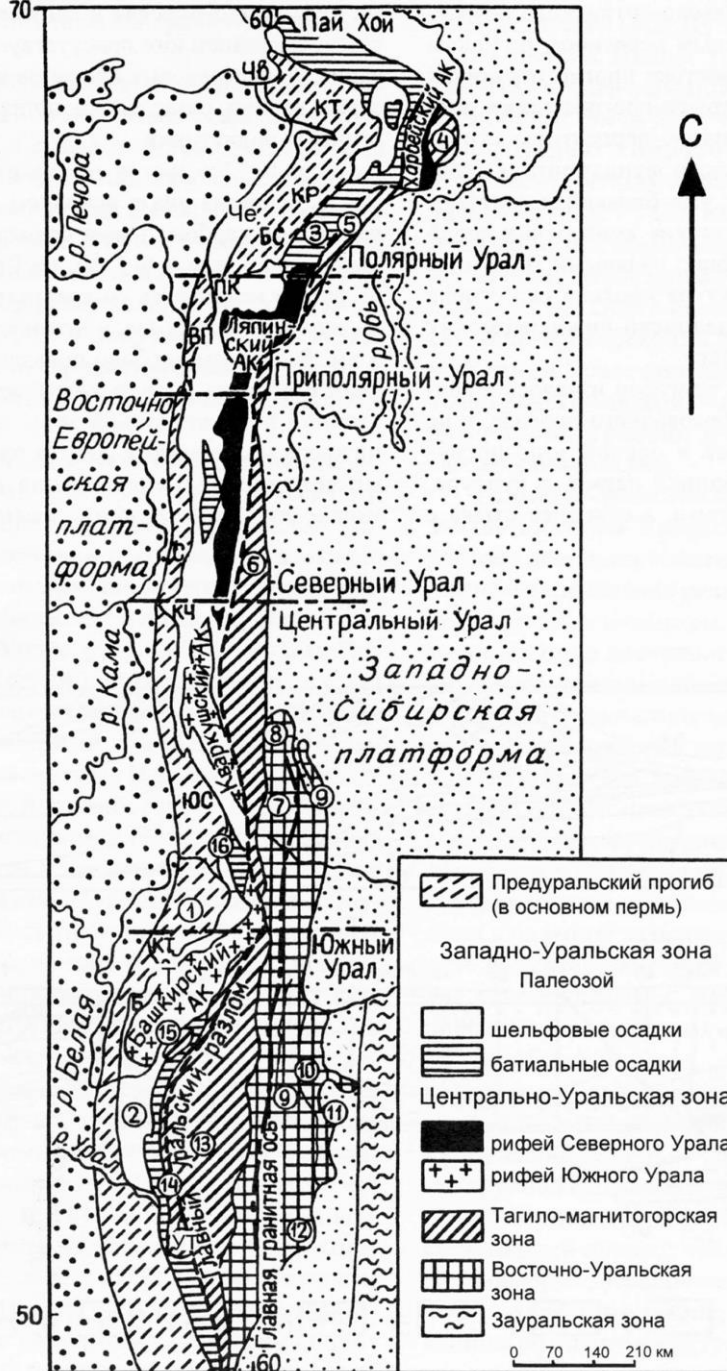 70
60
Пай Хой
ЧВ
КТ
Харбейский АК
4
С
р. Печора
КР
Че
БС
3
5
Полярный Урал
ПК
Ляпин-
ский
АК
ВП
р. Обь
П
Приполярный Урал
Восточно
Европей-
ская
плат-
форма
С
6
Северный Урал
КЧ
Центральный Урал
р. Кама
Кваркушский АК
Западно-
Сибирская
платформа
8
7
9
ЮС
16
1
КТ
Южный
Урал
Т
Башкирский
АК
Б
р. Белая
15
Главный Уральский разлом
2
13
9
10
11
р. Урал
14
УТ
Главная гранитная ось
12
50
60
Предуральский прогиб
(в основном пермь)
Западно-Уральская зона
Палеозой
шельфовые осадки
батиальные осадки
Центрально-Уральская зона
рифей Северного Урала
рифей Южного Урала
Тагило-магнитогорская
зона
Восточно-Уральская
зона
Зауральская зона
0 70 140 210 км